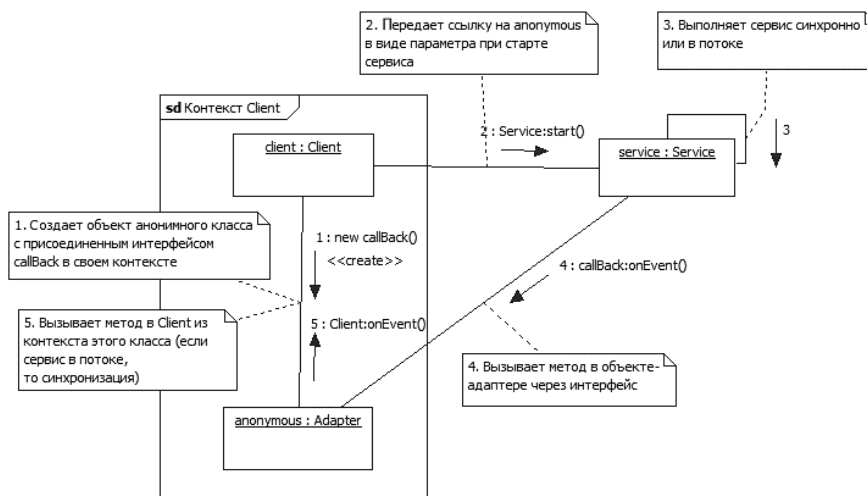 2. Передает ссылку на anonymous
в виде параметра при старте
сервиса
3. Выполняет сервис синхронно
или в потоке
sd Контекст Client
client : Client
2 : Service:start()
service : Service
3
1. Создает объект анонимного класса
с присоединенным интерфейсом
callBack в своем контексте
1 : new callBack()
<<create>>
4 : callBack:onEvent()
5. Вызывает метод в Client из
контекста этого класса (если
сервис в потоке,
то синхронизация)
5 : Client:onEvent()
4. Вызывает метод в объекте-
адаптере через интерфейс
anonymous : Adapter